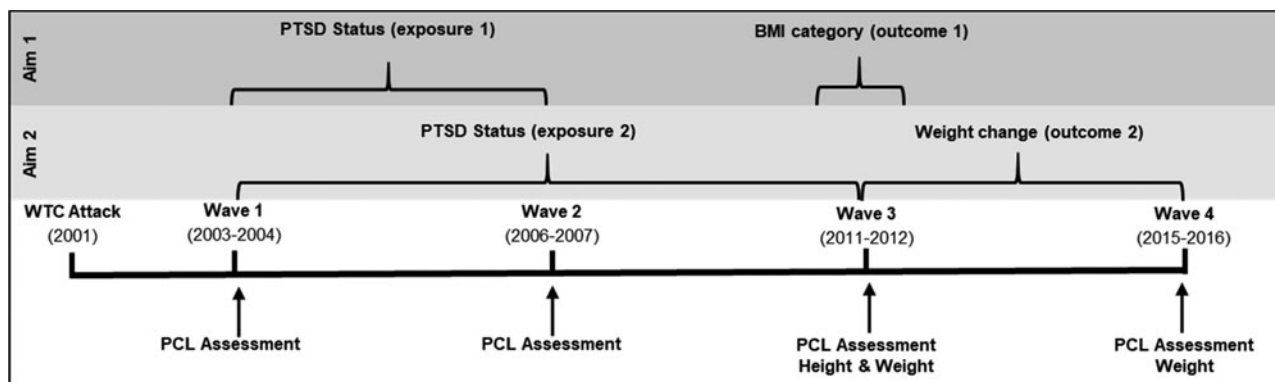 Aim 1
PTSD Status (exposure 1)
BMI category (outcome 1)
Aim 2
PTSD Status (exposure 2)
Weight change (outcome 2)
WTC Attack
(2001)
Wave 1
(2003-2004)
Wave 2
(2006-2007)
Wave 3
(2011-2012)
Wave 4
(2015-2016)
PCL Assessment
PCL Assessment
PCL Assessment
Height & Weight
PCL Assessment
Weight